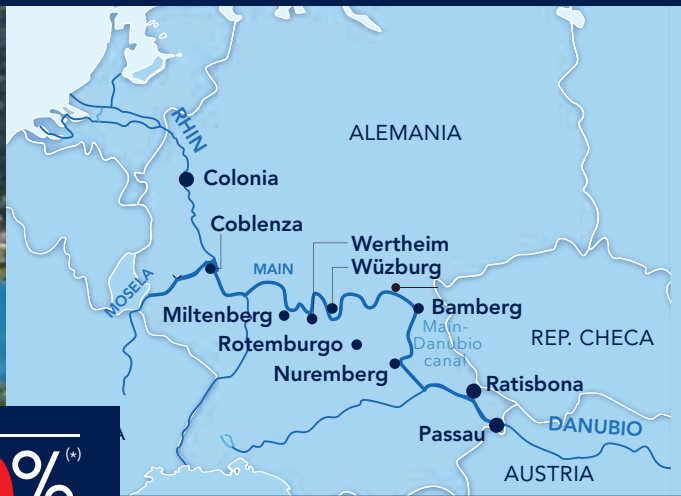 RHIN
ALEMANIA
Colonia
Coblenza
Wertheim
MAIN
Würzburg
MOSELA
Miltenberg
Bamberg
Main-
Danubio
canal
REP. CHECA
Rotemburgo
Nuremberg
Ratisbona
Passau
DANUBIO
A
%(*)
AUSTRIA